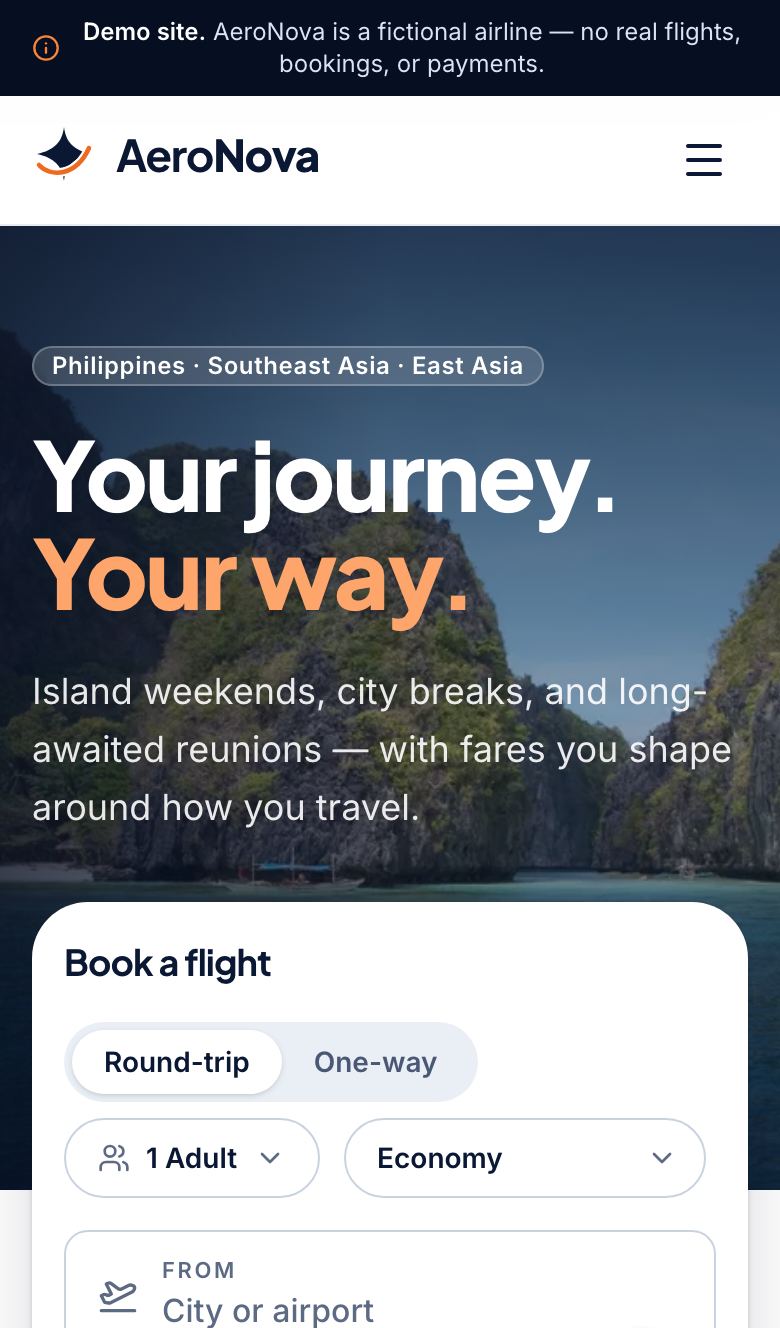 Demo site. AeroNova is a fictional airline — no real flights,
bookings, or payments.
AeroNova
Philippines · Southeast Asia · East Asia
Your journey.
Your way.
Island weekends, city breaks, and long-
awaited reunions — with fares you shape
around how you travel.
Book a flight
Round-trip One-way
1 Adult Economy
FROM
City or airport